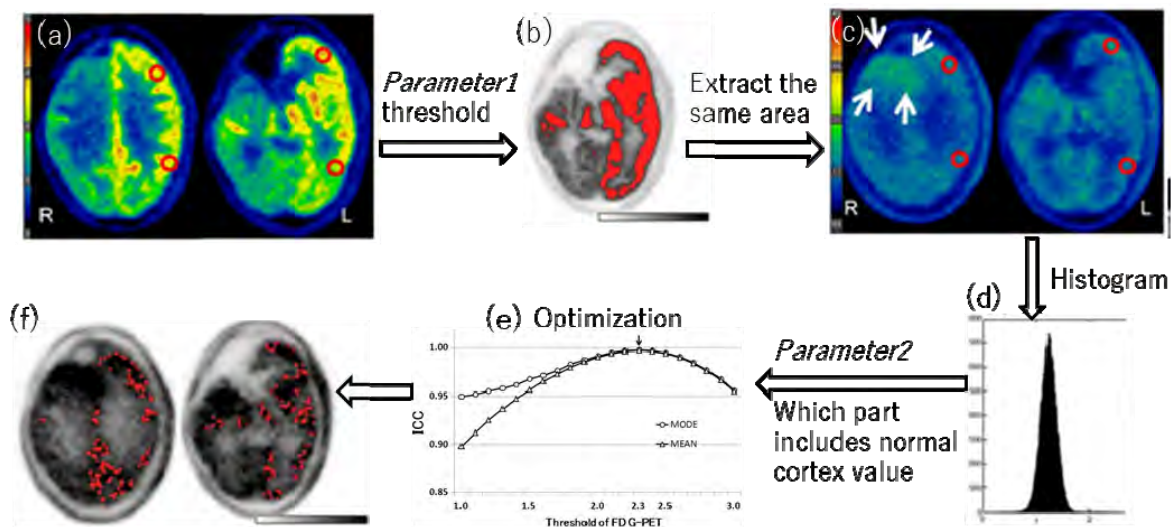 (a)
R
L
Parameter1
threshold
(b)
Extract the
same area
(c)
R
L
Histogram
(d)
Parameter2
Which part
includes normal
cortex value
(e) Optimization
ICC
1.00
0.95
0.90
0.85
MODE
MEAN
1.0
1.5
2.0
2.3
2.5
3.0
Threshold of FDG-PET
(f)